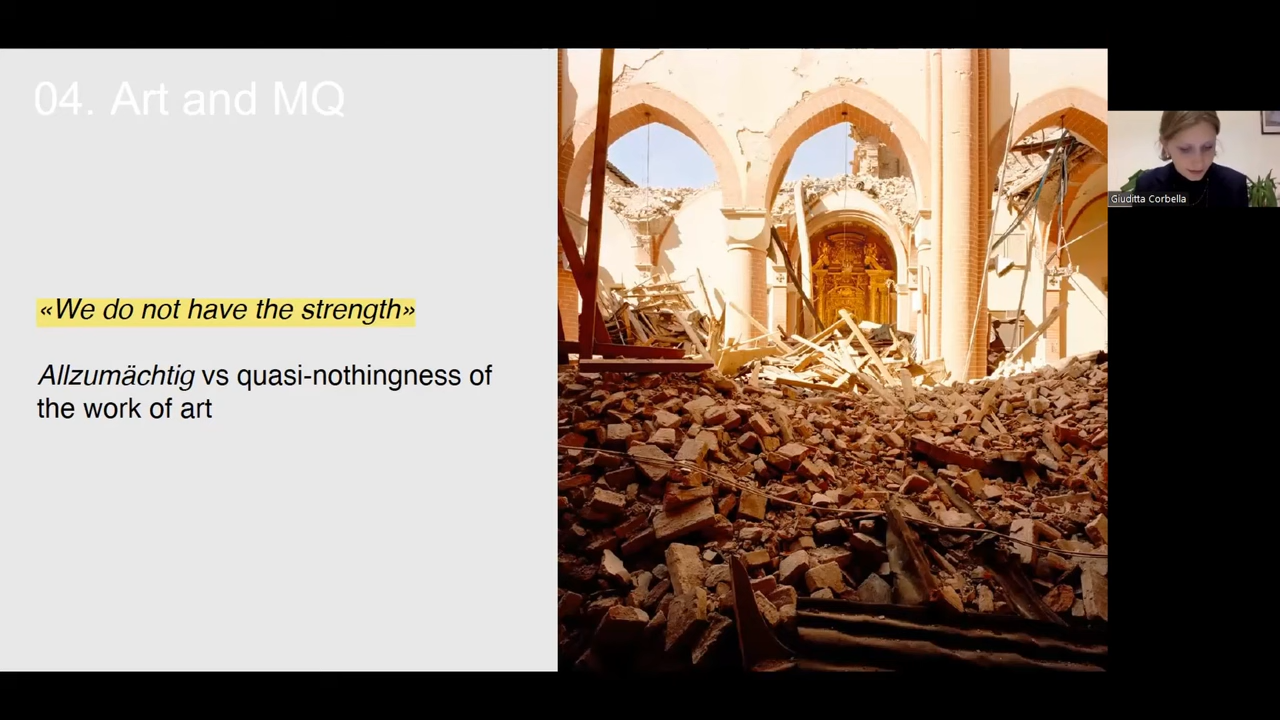 04. Art and MQ
«We do not have the strength»
Allzumächtig vs quasi-nothingness of
the work of art
Giuditta Corbella